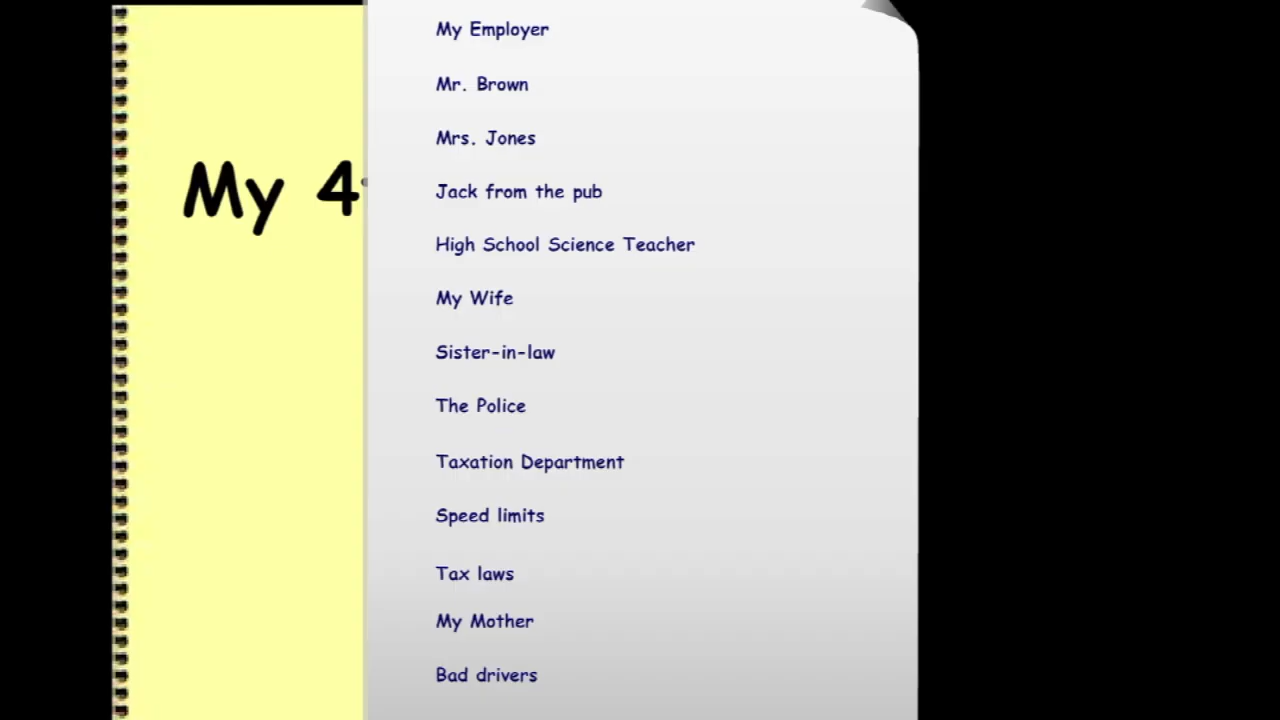 My 4
My Employer
Mr. Brown
Mrs. Jones
Jack from the pub
High School Science Teacher
My Wife
Sister-in-law
The Police
Taxation Department
Speed limits
Tax laws
My Mother
Bad drivers